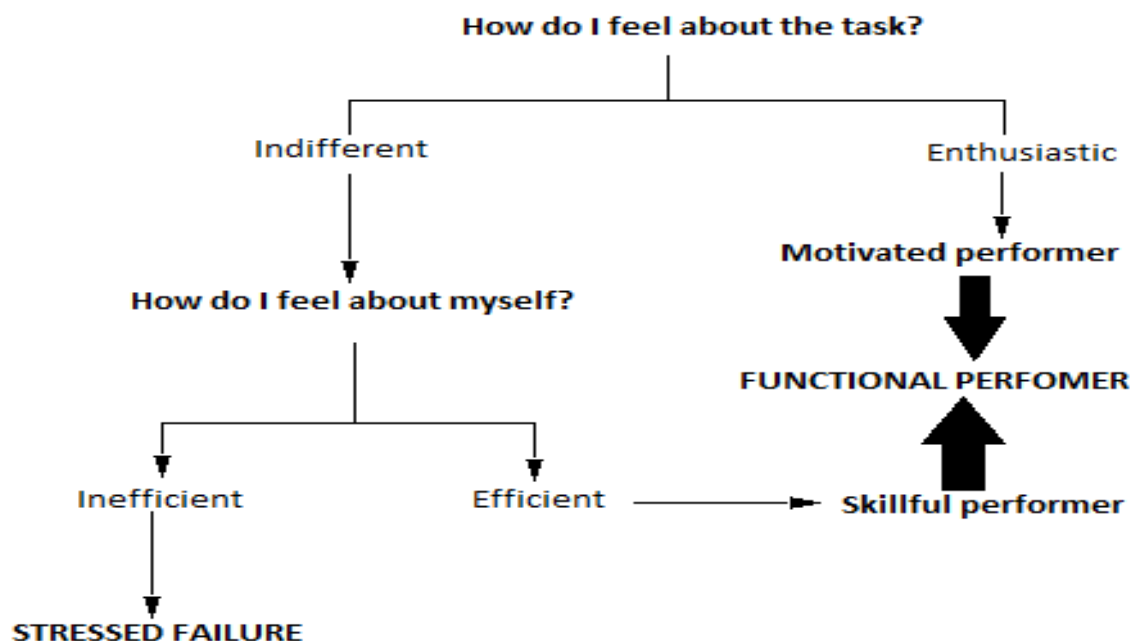 How do I feel about the task?
Indifferent
Enthusiastic
Motivated performer
How do I feel about myself?
FUNCTIONAL PERFOMER
Inefficient
Efficient
Skillful performer
STRESSED FAILURE